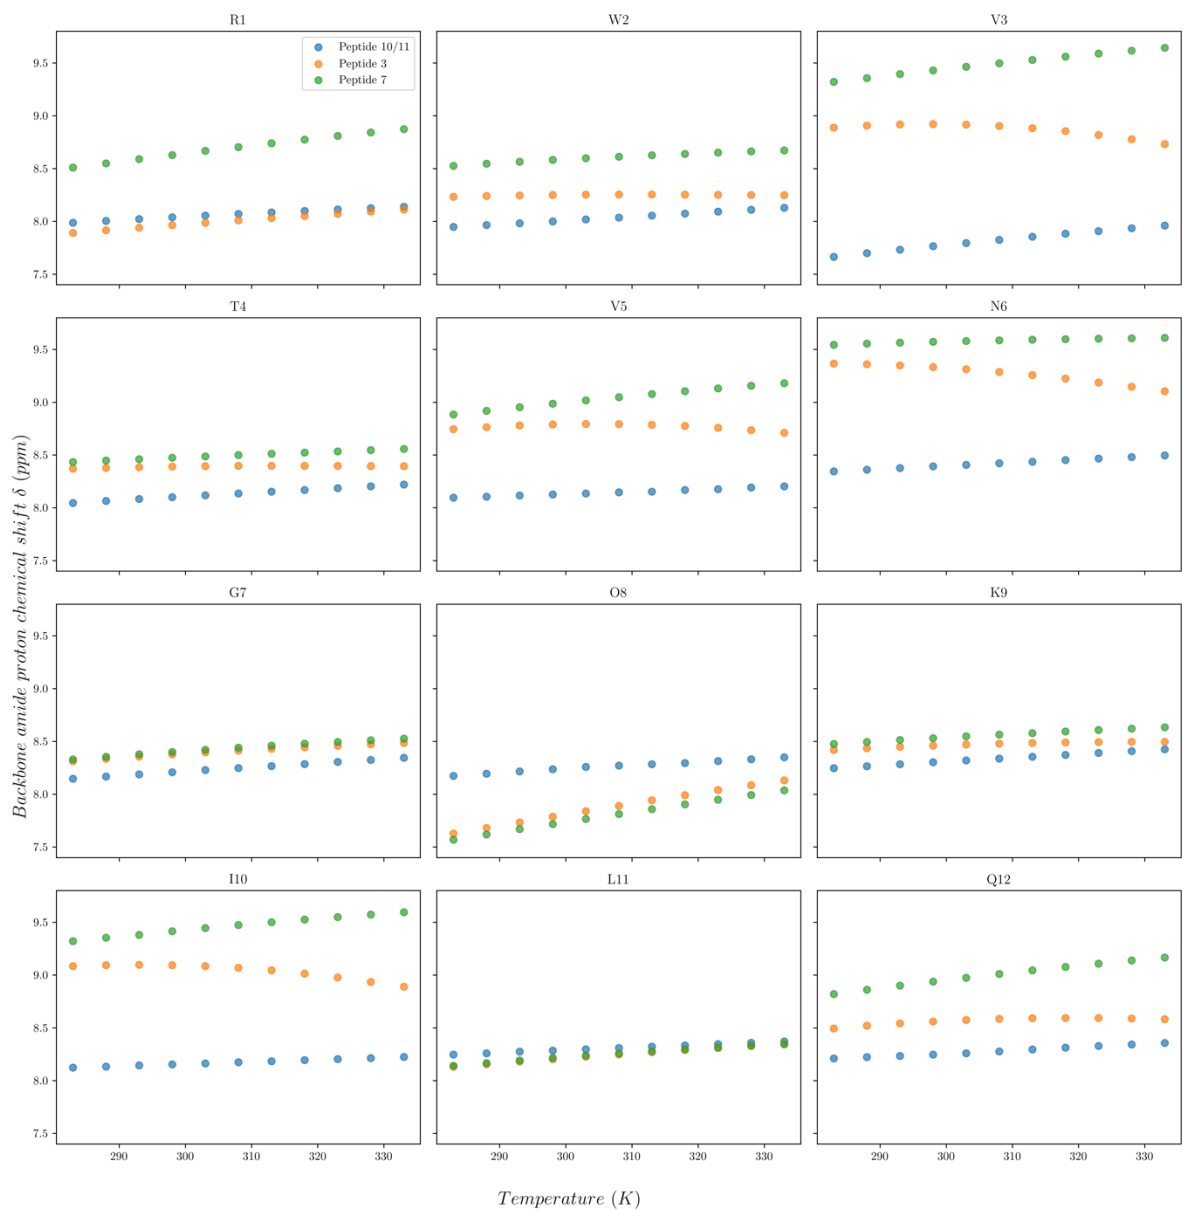 R1
W2
V3
Peptide 10/11
Peptide 3
Peptide 7
9.5
9.0
8.5
8.0
7.5
T4
V5
N6
9.5
9.0
8.5
8.0
7.5
G7
O8
K9
9.5
9.0
8.5
8.0
7.5
I10
L11
Q12
9.5
9.0
8.5
8.0
7.5
290 300 310 320 330
290 300 310 320 330
290 300 310 320 330
Backbone amide proton chemical shift δ (ppm)
Temperature (K)